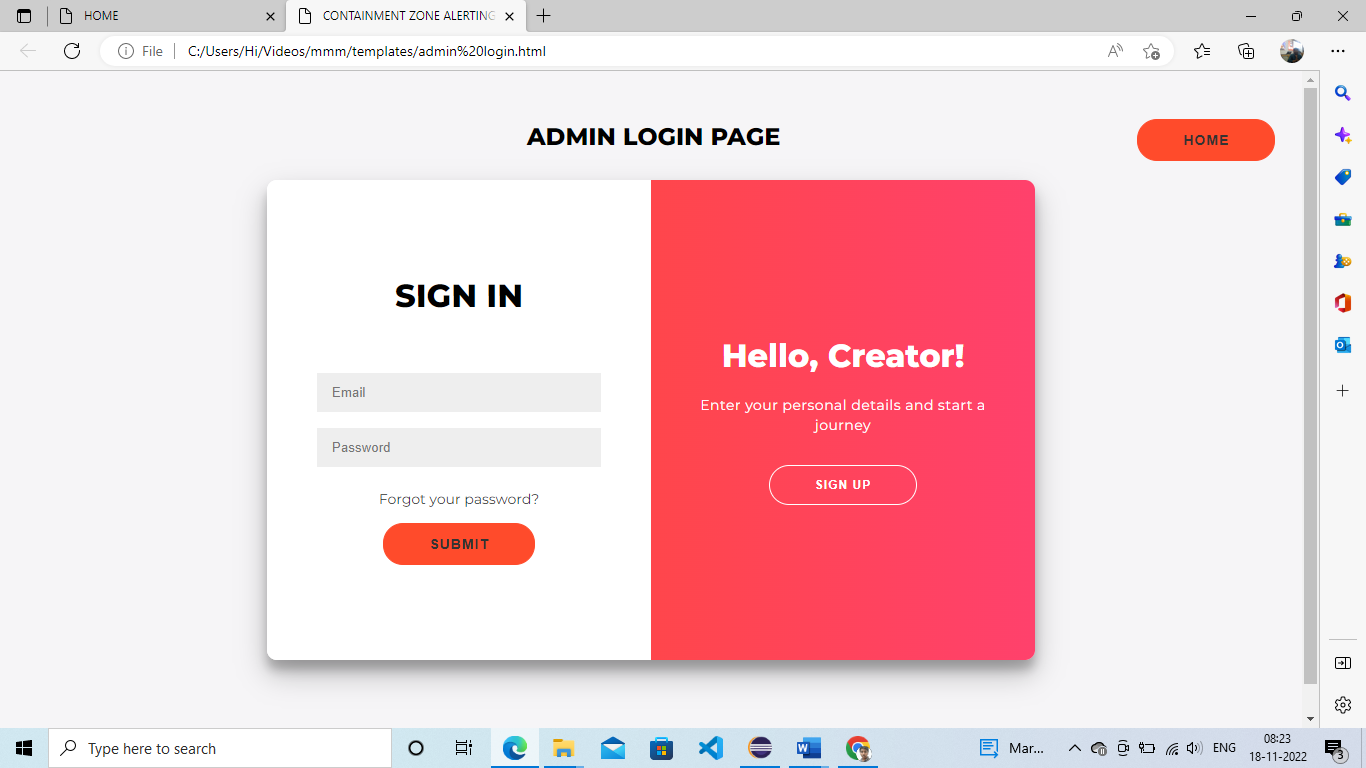 HOME
CONTAINMENT ZONE ALERTING
File
C:/Users/Hi/Videos/mmm/templates/admin%20login.html
ADMIN LOGIN PAGE
HOME
SIGN IN
Email
Password
Forgot your password?
SUBMIT
Hello, Creator!
Enter your personal details and start a
journey
SIGN UP
Type here to search
Mar...
ENG
08:23
18-11-2022
3